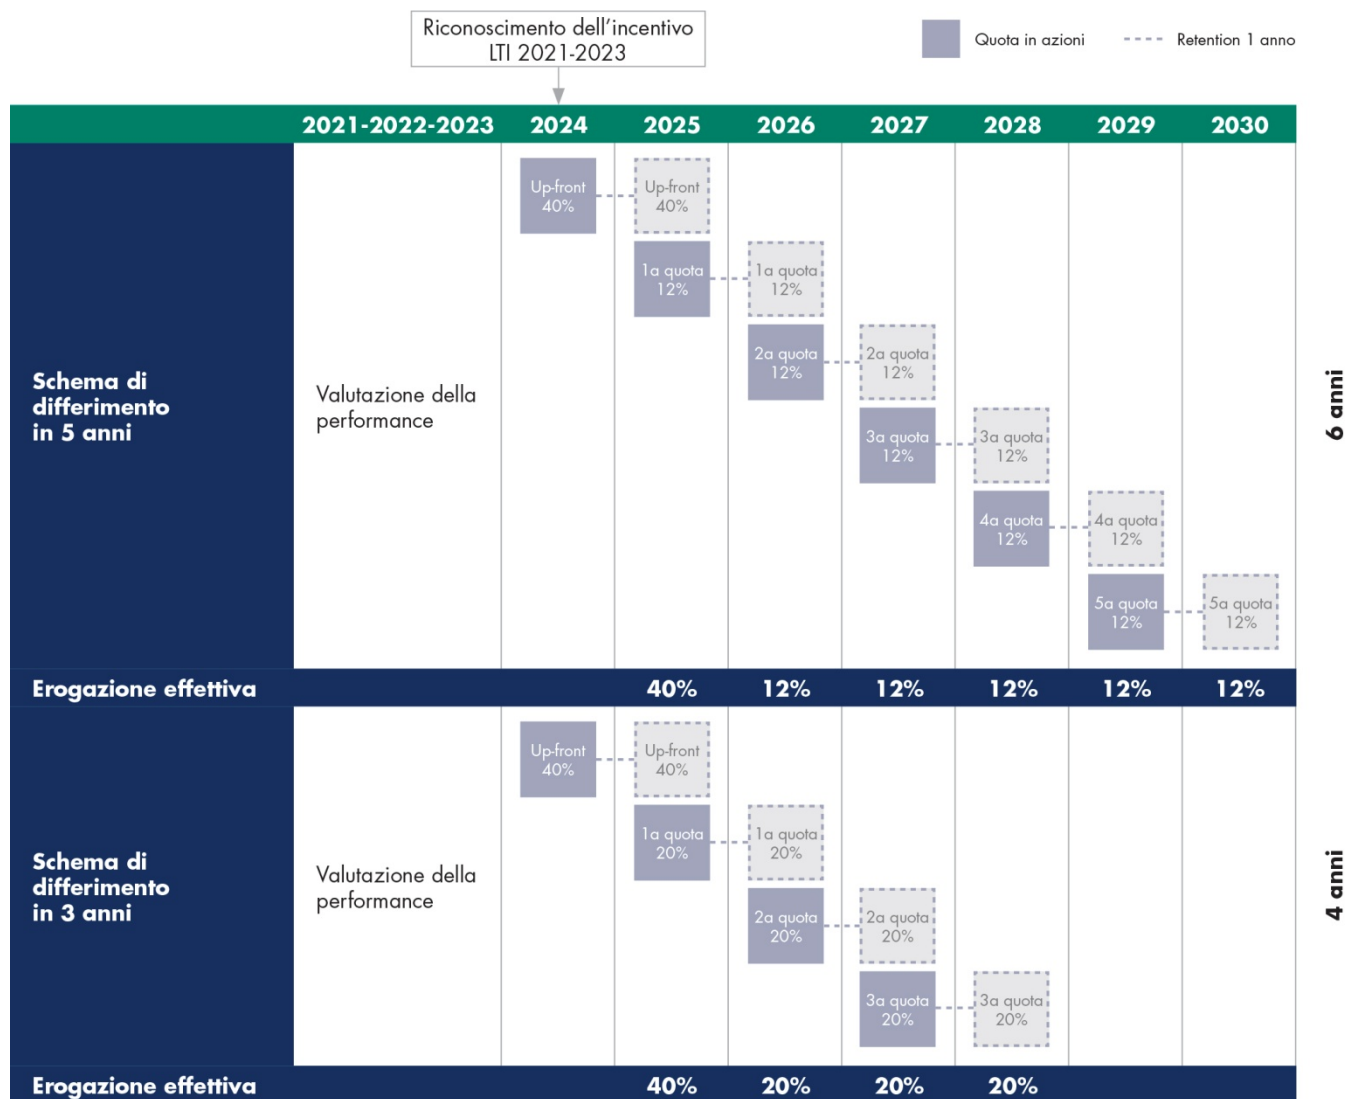 Riconoscimento dell'incentivo
LTI 2021-2023
Quota in azioni
Retention 1 anno
2021-2022-2023 2024 2025 2026 2027 2028 2029 2030
Up-front
40%
Up-front
40%
1a quota
12%
1a quota
12%
2a quota
12%
2a quota
12%
Schema di
differimento
in 5 anni
Valutazione della
performance
3a quota
12%
3a quota
12%
4a quota
12%
4a quota
12%
5a quota
12%
5a quota
12%
6 anni
Erogazione effettiva 40% 12% 12% 12% 12% 12%
Up-front
40%
Up-front
40%
1a quota
20%
1a quota
20%
Schema di
differimento
in 3 anni
Valutazione della
performance
2a quota
20%
2a quota
20%
3a quota
20%
3a quota
20%
4 anni
Erogazione effettiva 40% 20% 20% 20%